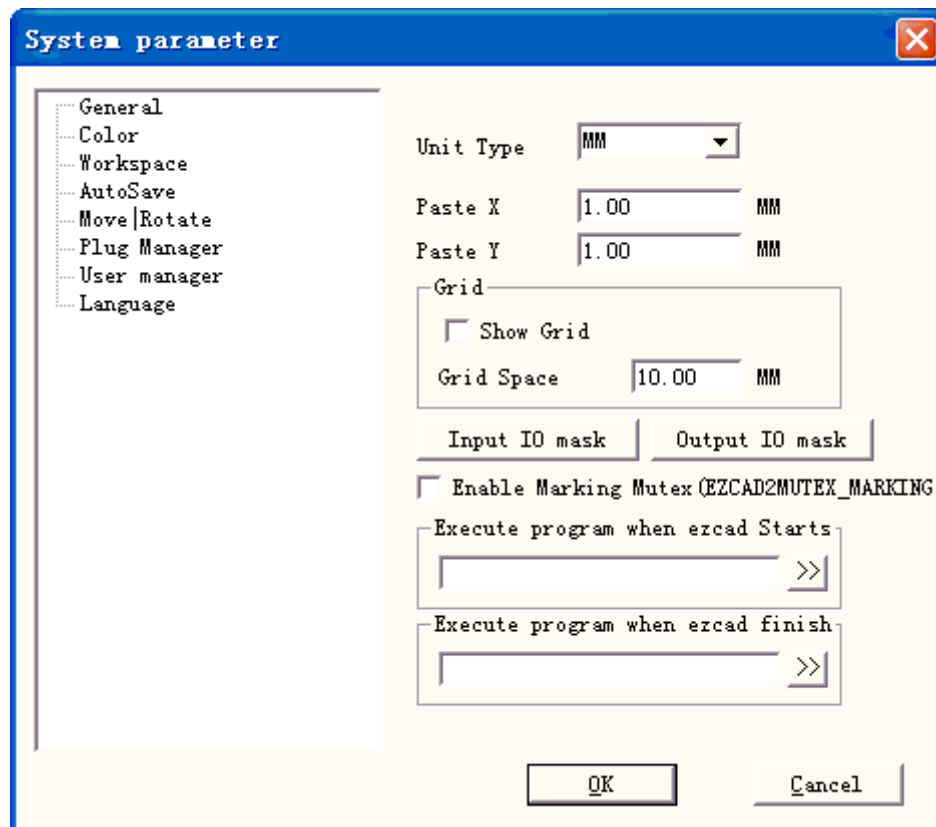 System parameter
General
Color
Workspace
AutoSave
Move|Rotate
Plug Manager
User manager
Language
Unit Type MM
Paste X 1.00 MM
Paste Y 1.00 MM
Grid
Show Grid
Grid Space 10.00 MM
Input IO mask Output IO mask
Enable Marking Mutex(EZCAD2MUTEX_MARKING
Execute program when ezcad Starts
>>
Execute program when ezcad finish
>>
OK Cancel